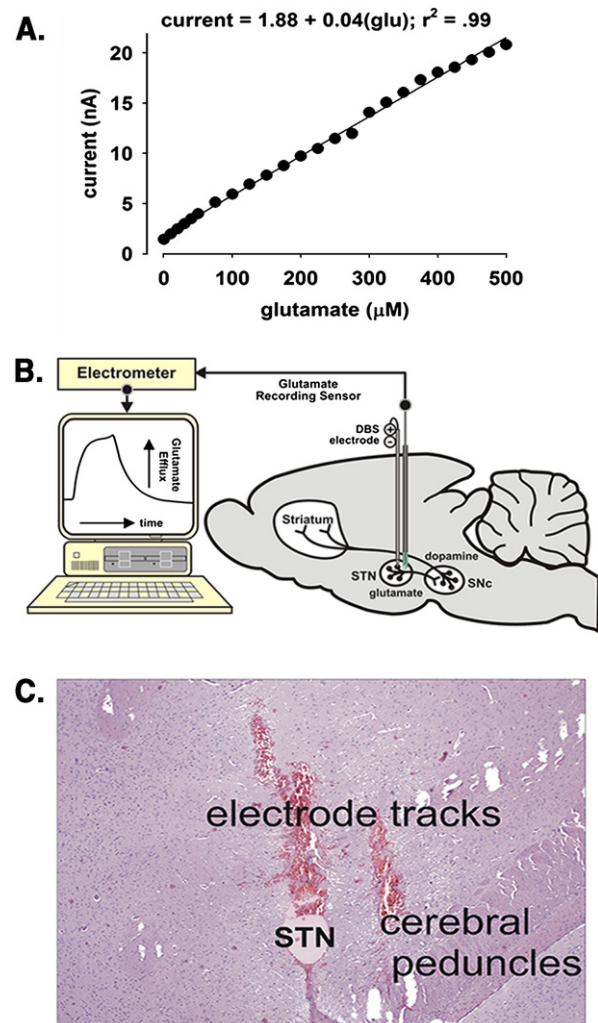 A.
current = 1.88 + 0.04(glu); r² = .99
20
15
10
5
0
current (nA)
0 100 200 300 400 500
glutamate (μM)
B.
Electrometer
Glutamate
Recording Sensor
DBS
electrode
+
-
Glutamate
Efflux
time
Striatum
dopamine
STN
SNc
glutamate
C.
electrode tracks
STN
cerebral
peduncles